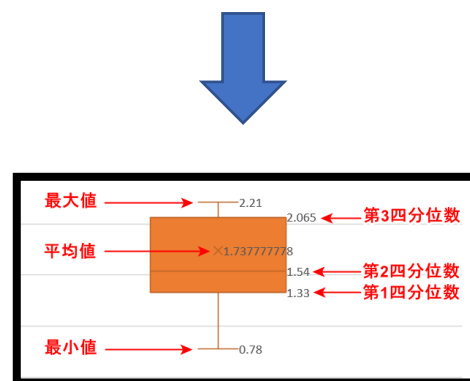 最大値
2.21
2.065
第3四分位数
平均値
1.737777778
1.54
第2四分位数
1.33
第1四分位数
最小値
0.78